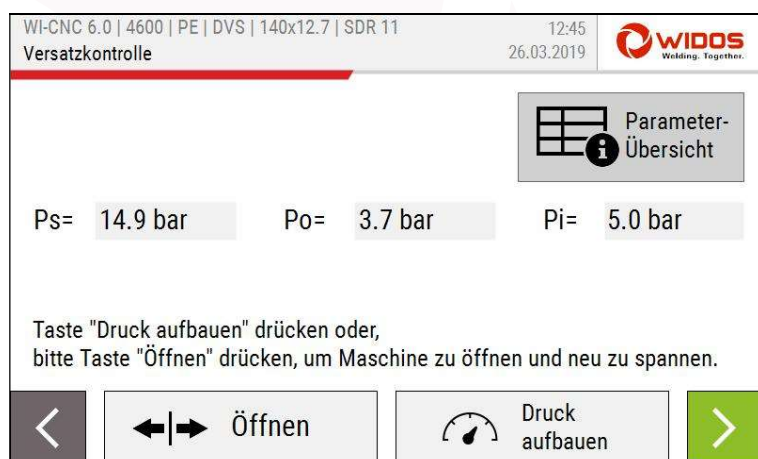 WI-CNC 6.0 | 4600 | PE | DVS | 140x12.7 | SDR 11
12:45
Versatzkontrolle
26.03.2019
WIDOS
Welding. Together.
Parameter-
Übersicht
Ps= 14.9 bar Po= 3.7 bar Pi= 5.0 bar
Taste "Druck aufbauen" drücken oder,
bitte Taste "Öffnen" drücken, um Maschine zu öffnen und neu zu spannen.
Öffnen
Druck
aufbauen